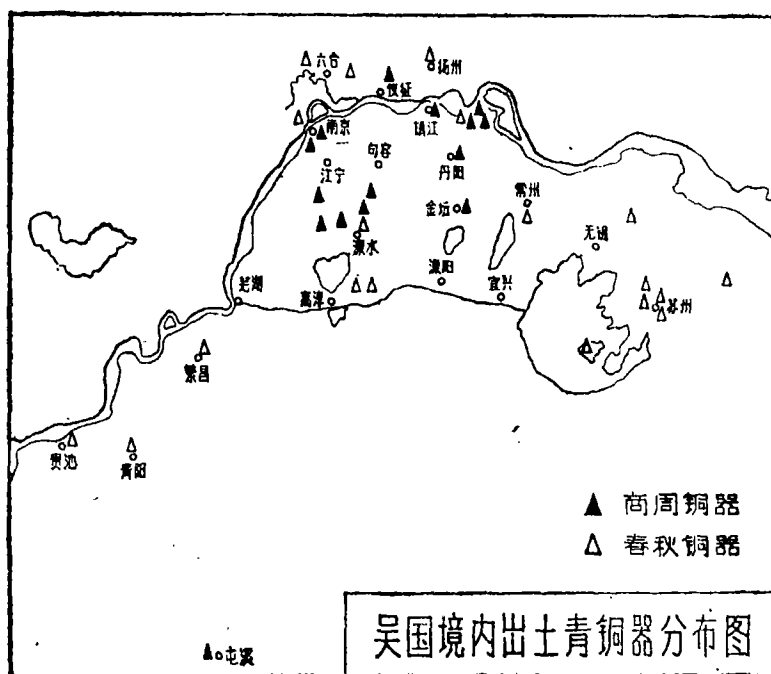 六合
扬州
仪征
南京
镇江
句容
江宁
丹阳
常州
金坛
无锡
溧水
溧阳
宜兴
芜湖
高淳
苏州
繁昌
贵池
青阳
▲ 商周铜器
△ 春秋铜器
吴国境内出土青铜器分布图
屯溪